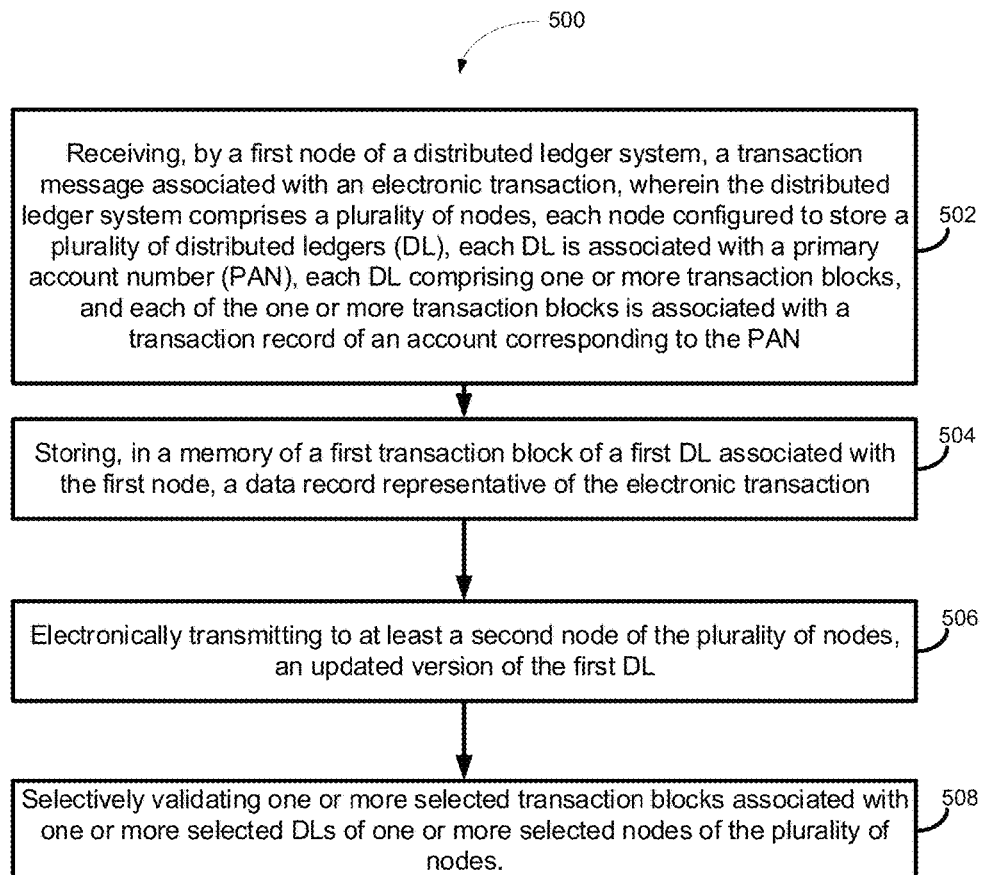 500
Receiving, by a first node of a distributed ledger system, a transaction
message associated with an electronic transaction, wherein the distributed
ledger system comprises a plurality of nodes, each node configured to store a
plurality of distributed ledgers (DL), each DL is associated with a primary
account number (PAN), each DL comprising one or more transaction blocks,
and each of the one or more transaction blocks is associated with a
transaction record of an account corresponding to the PAN
502
Storing, in a memory of a first transaction block of a first DL associated with
the first node, a data record representative of the electronic transaction
504
Electronically transmitting to at least a second node of the plurality of nodes,
an updated version of the first DL
506
Selectively validating one or more selected transaction blocks associated with
one or more selected DLs of one or more selected nodes of the plurality of
nodes.
508